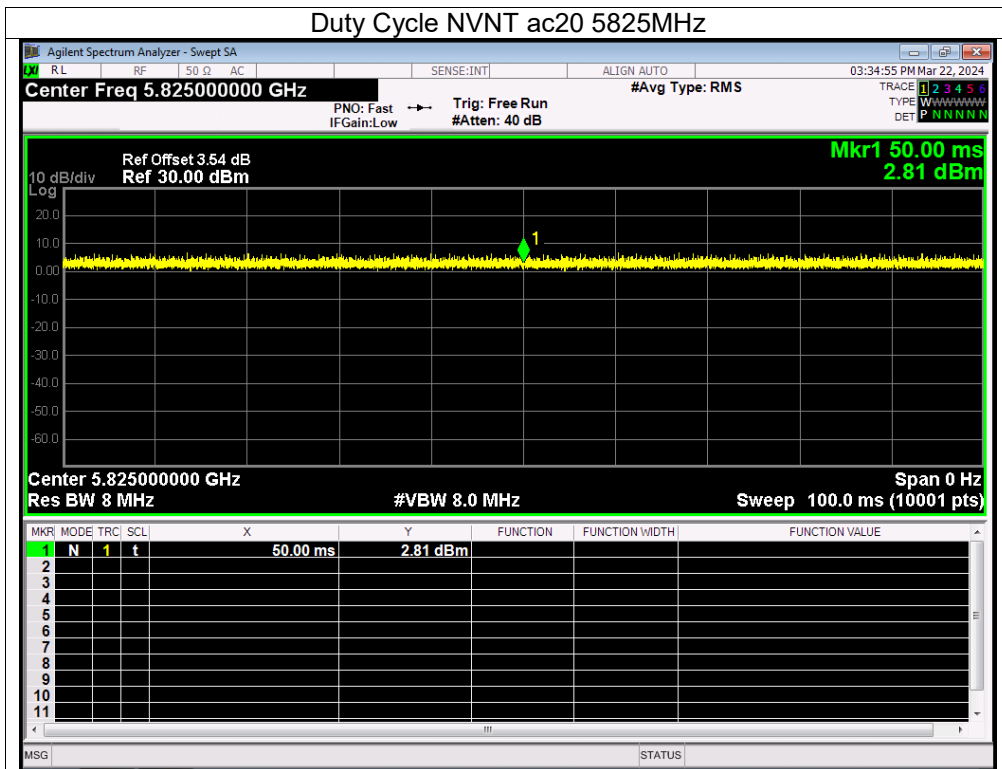 Duty Cycle NVNT ac20 5825MHz
Agilent Spectrum Analyzer - Swept SA
LXI RL RF 50 Ω AC SENSE:INT ALIGN AUTO 03:34:55 PM Mar 22, 2024
Center Freq 5.825000000 GHz #Avg Type: RMS TRACE 1 2 3 4 5 6
PNO: Fast Trig: Free Run TYPE WWWWWW
IFGain:Low #Atten: 40 dB DET P N N N N N
Mkr1 50.00 ms
Ref Offset 3.54 dB
10 dB/div Ref 30.00 dBm 2.81 dBm
Log
20.0
10.0
1
0.00
-10.0
-20.0
-30.0
-40.0
-50.0
-60.0
Center 5.825000000 GHz Span 0 Hz
Res BW 8 MHz #VBW 8.0 MHz Sweep 100.0 ms (10001 pts)
MKR MODE TRC SCL X Y FUNCTION FUNCTION WIDTH FUNCTION VALUE
1 N 1 t 50.00 ms 2.81 dBm
2
3
4
5
6
7
8
9
10
11
MSG STATUS